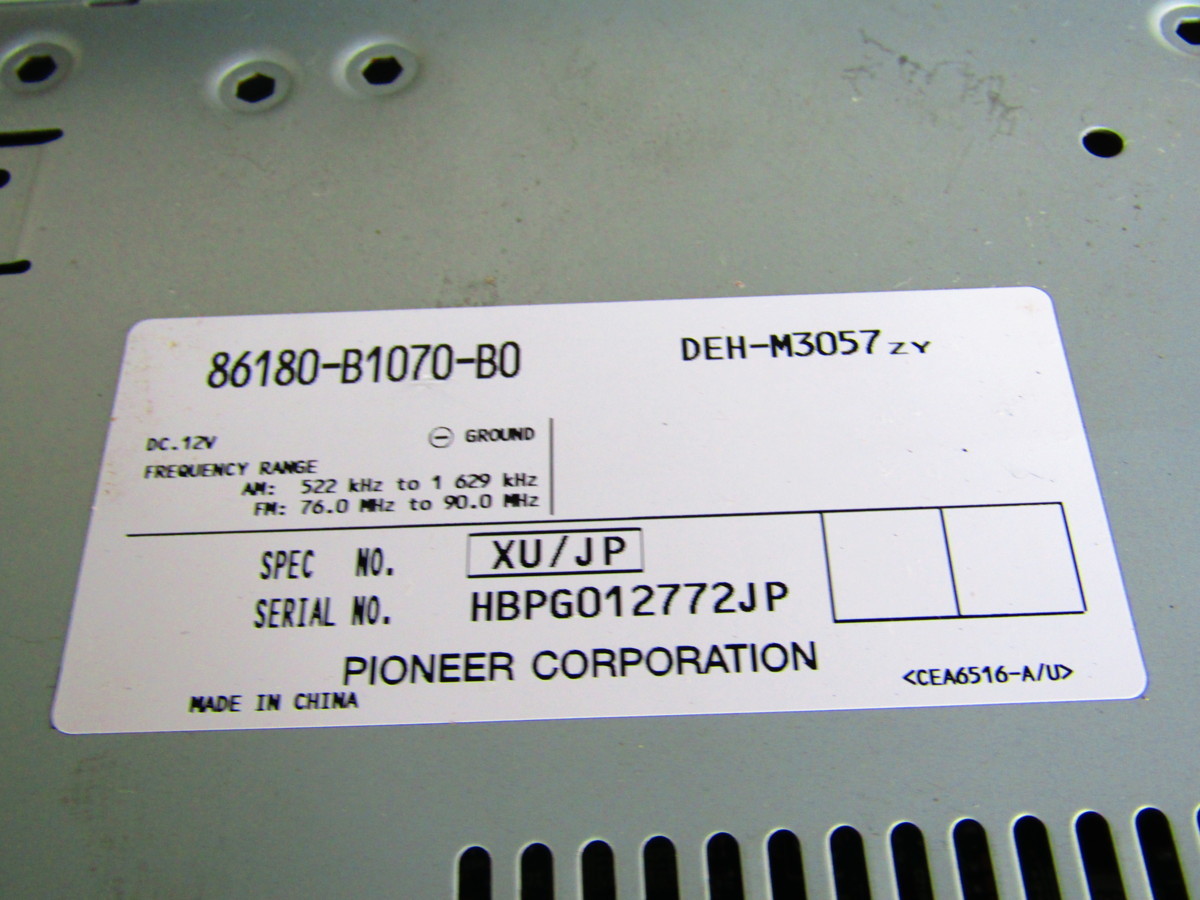 86180-B1070-B0
DEH-M3057ZY
DC.12V ⊖ GROUND
FREQUENCY RANGE
AM: 522 kHz to 1 629 kHz
FM: 76.0 MHz to 90.0 MHz
SPEC NO. XU/JP
SERIAL NO. HBPG012772JP
PIONEER CORPORATION
MADE IN CHINA
<CEA6516-A/U>